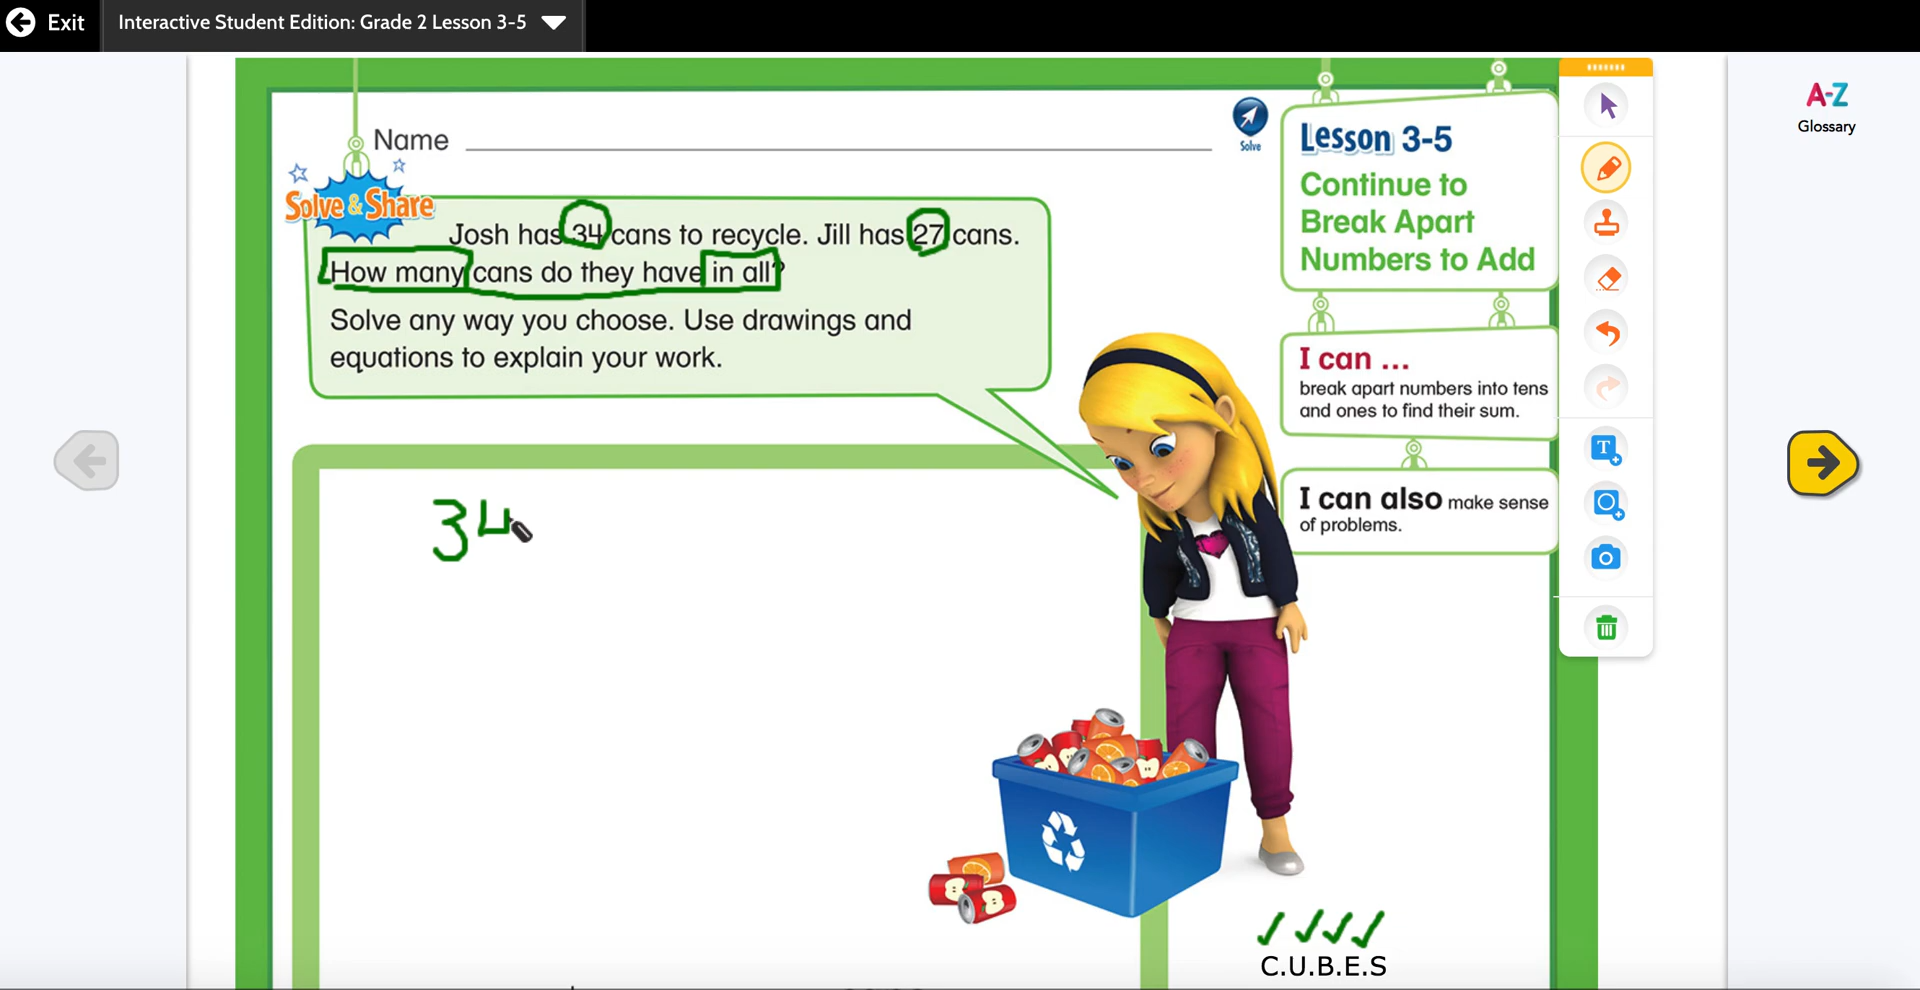 Exit
Interactive Student Edition: Grade 2 Lesson 3-5
A-Z
Glossary
Name
Solve
Solve & Share
Josh has 34 cans to recycle. Jill has 27 cans.
How many cans do they have in all?
Solve any way you choose. Use drawings and
equations to explain your work.
Lesson 3-5
Continue to
Break Apart
Numbers to Add
I can ...
break apart numbers into tens
and ones to find their sum.
I can also make sense
of problems.
T
34
C.U.B.E.S